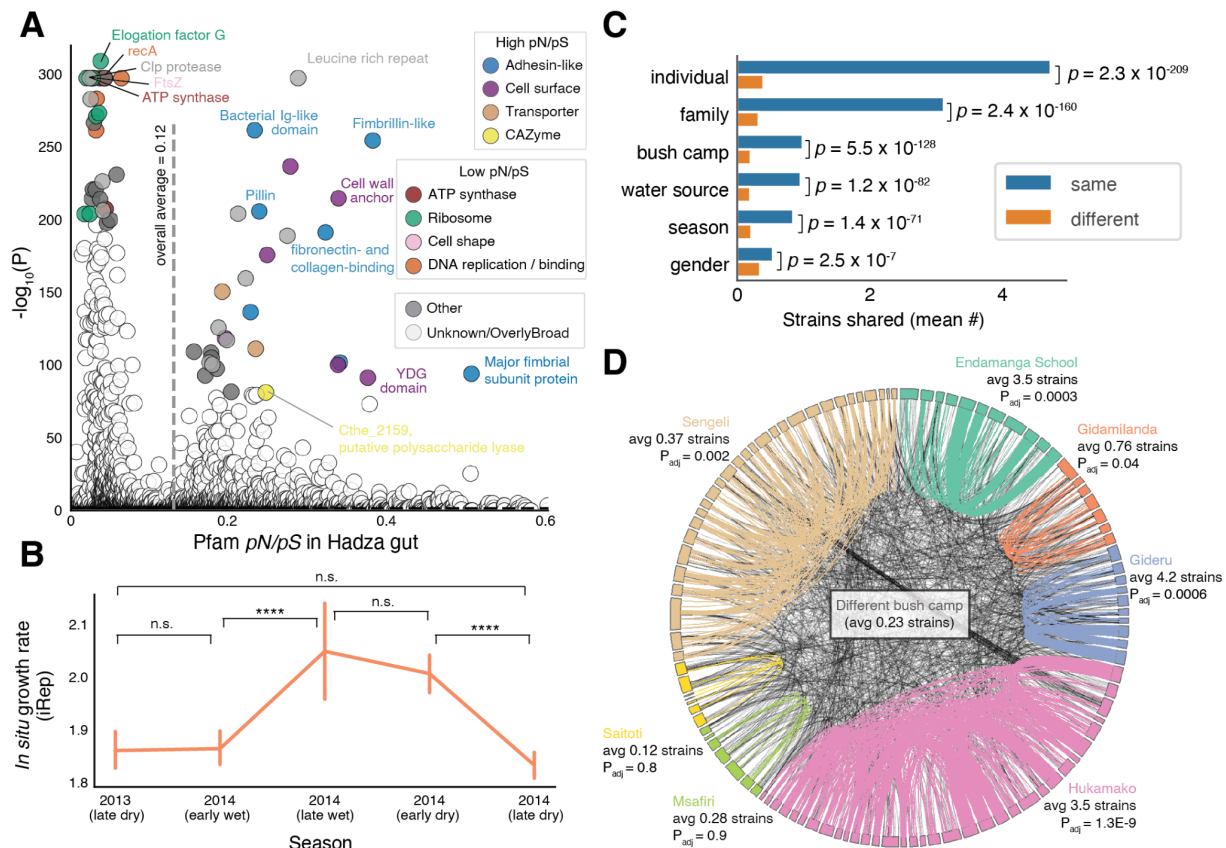 A
Elogation factor G
recA
Clp protease
FtsZ
ATP synthase
Leucine rich repeat
Bacterial Ig-like
domain
Fimbrillin-like
Pillin
Cell wall
anchor
fibronectin- and
collagen-binding
YDG
domain
Major fimbrial
subunit protein
Cthe_2159,
putative polysaccharide lyase
overall average = 0.12
High pN/pS
Adhesin-like
Cell surface
Transporter
CAZyme
Low pN/pS
ATP synthase
Ribosome
Cell shape
DNA replication / binding
Other
Unknown/OverlyBroad
-log10(P)
300
250
200
150
100
50
0
0
0.2
0.4
0.6
Pfam pN/pS in Hadza gut
B
n.s.
n.s.
****
n.s.
****
In situ growth rate
(iRep)
2.1
2.0
1.9
1.8
2013
(late dry)
2014
(early wet)
2014
(late wet)
2014
(early dry)
2014
(late dry)
Season
C
individual
family
bush camp
water source
season
gender
p = 2.3 x 10-209
p = 2.4 x 10-160
p = 5.5 x 10-128
p = 1.2 x 10-82
p = 1.4 x 10-71
p = 2.5 x 10-7
same
different
0
2
4
Strains shared (mean #)
D
Endamanga School
avg 3.5 strains
Padj = 0.0003
Sengeli
avg 0.37 strains
Padj = 0.002
Gidamilanda
avg 0.76 strains
Padj = 0.04
Gideru
avg 4.2 strains
Padj = 0.0006
Different bush camp
(avg 0.23 strains)
Saitoti
avg 0.12 strains
Padj = 0.8
Msafiri
avg 0.28 strains
Padj = 0.9
Hukamako
avg 3.5 strains
Padj = 1.3E-9